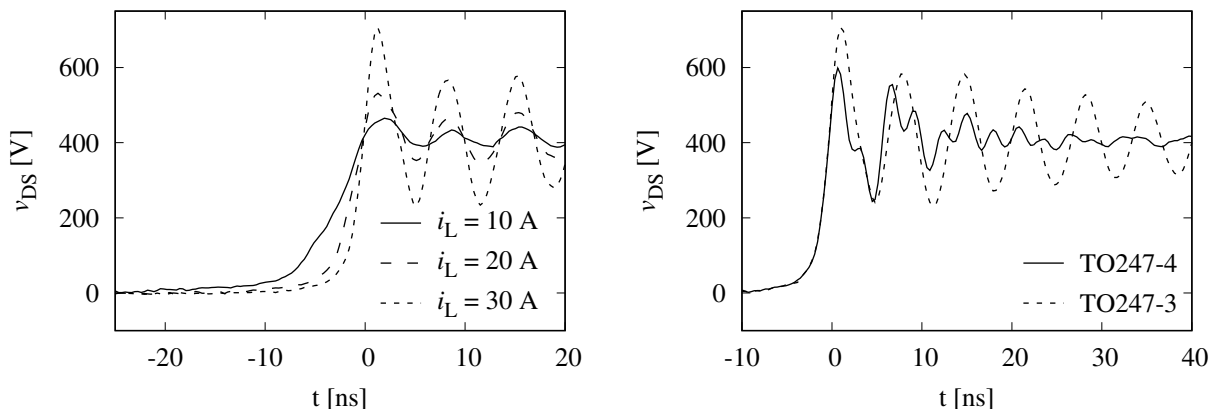 v_DS [V]
600
400
200
0
-20
-10
0
10
20
t [ns]
i_L = 10 A
i_L = 20 A
i_L = 30 A
v_DS [V]
600
400
200
0
-10
0
10
20
30
40
t [ns]
TO247-4
TO247-3